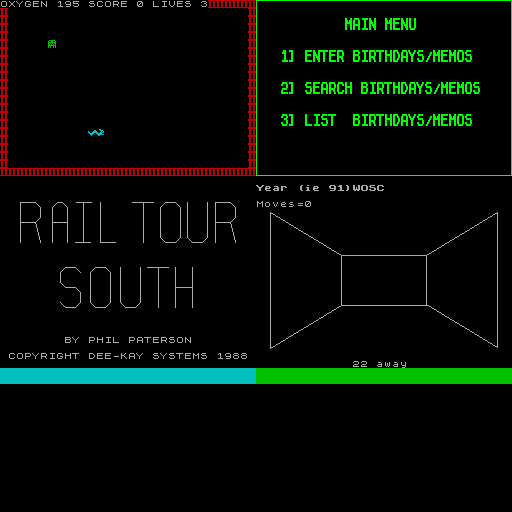 OXYGEN 195 SCORE 0 LIVES 3
MAIN MENU
1] ENTER BIRTHDAYS/MEMOS
2] SEARCH BIRTHDAYS/MEMOS
3] LIST  BIRTHDAYS/MEMOS
RAIL TOUR
SOUTH
BY PHIL PATERSON
COPYRIGHT DEE-KAY SYSTEMS 1988
Year (ie 91)WOSC
Moves=0
22 away